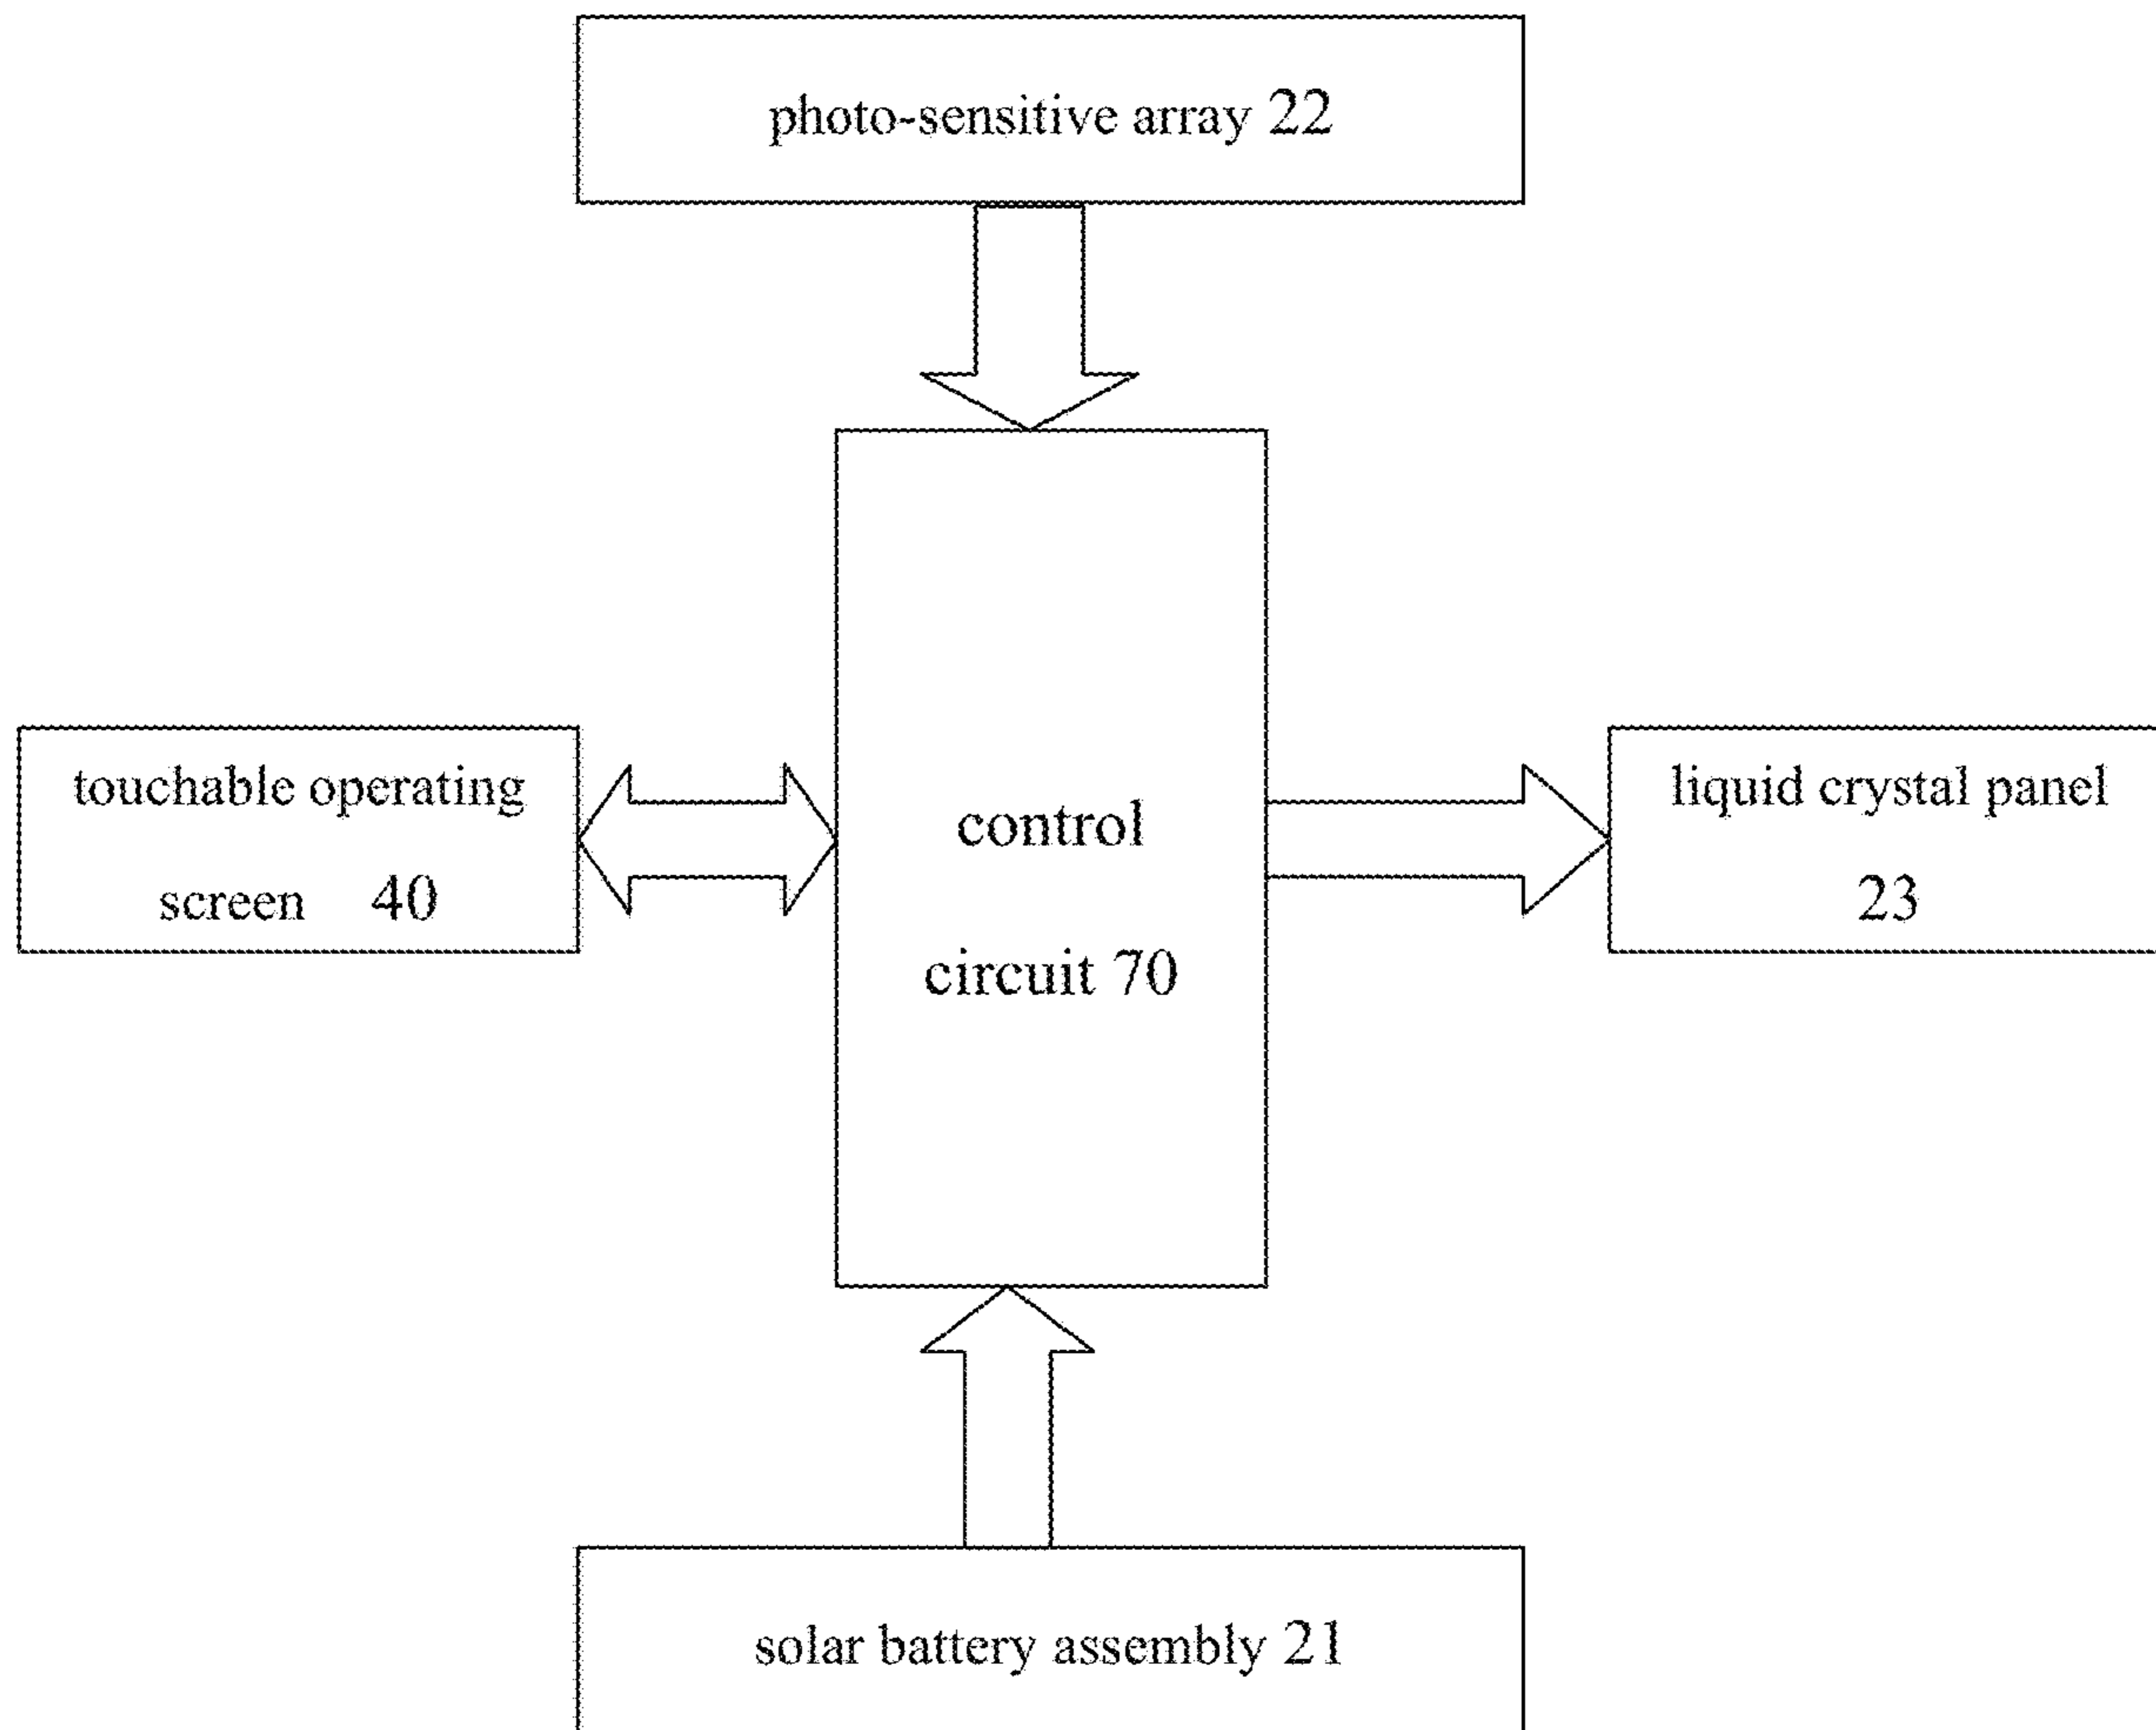 photo-sensitive array 22
touchable operating
screen 40
control
circuit 70
liquid crystal panel
23
solar battery assembly 21